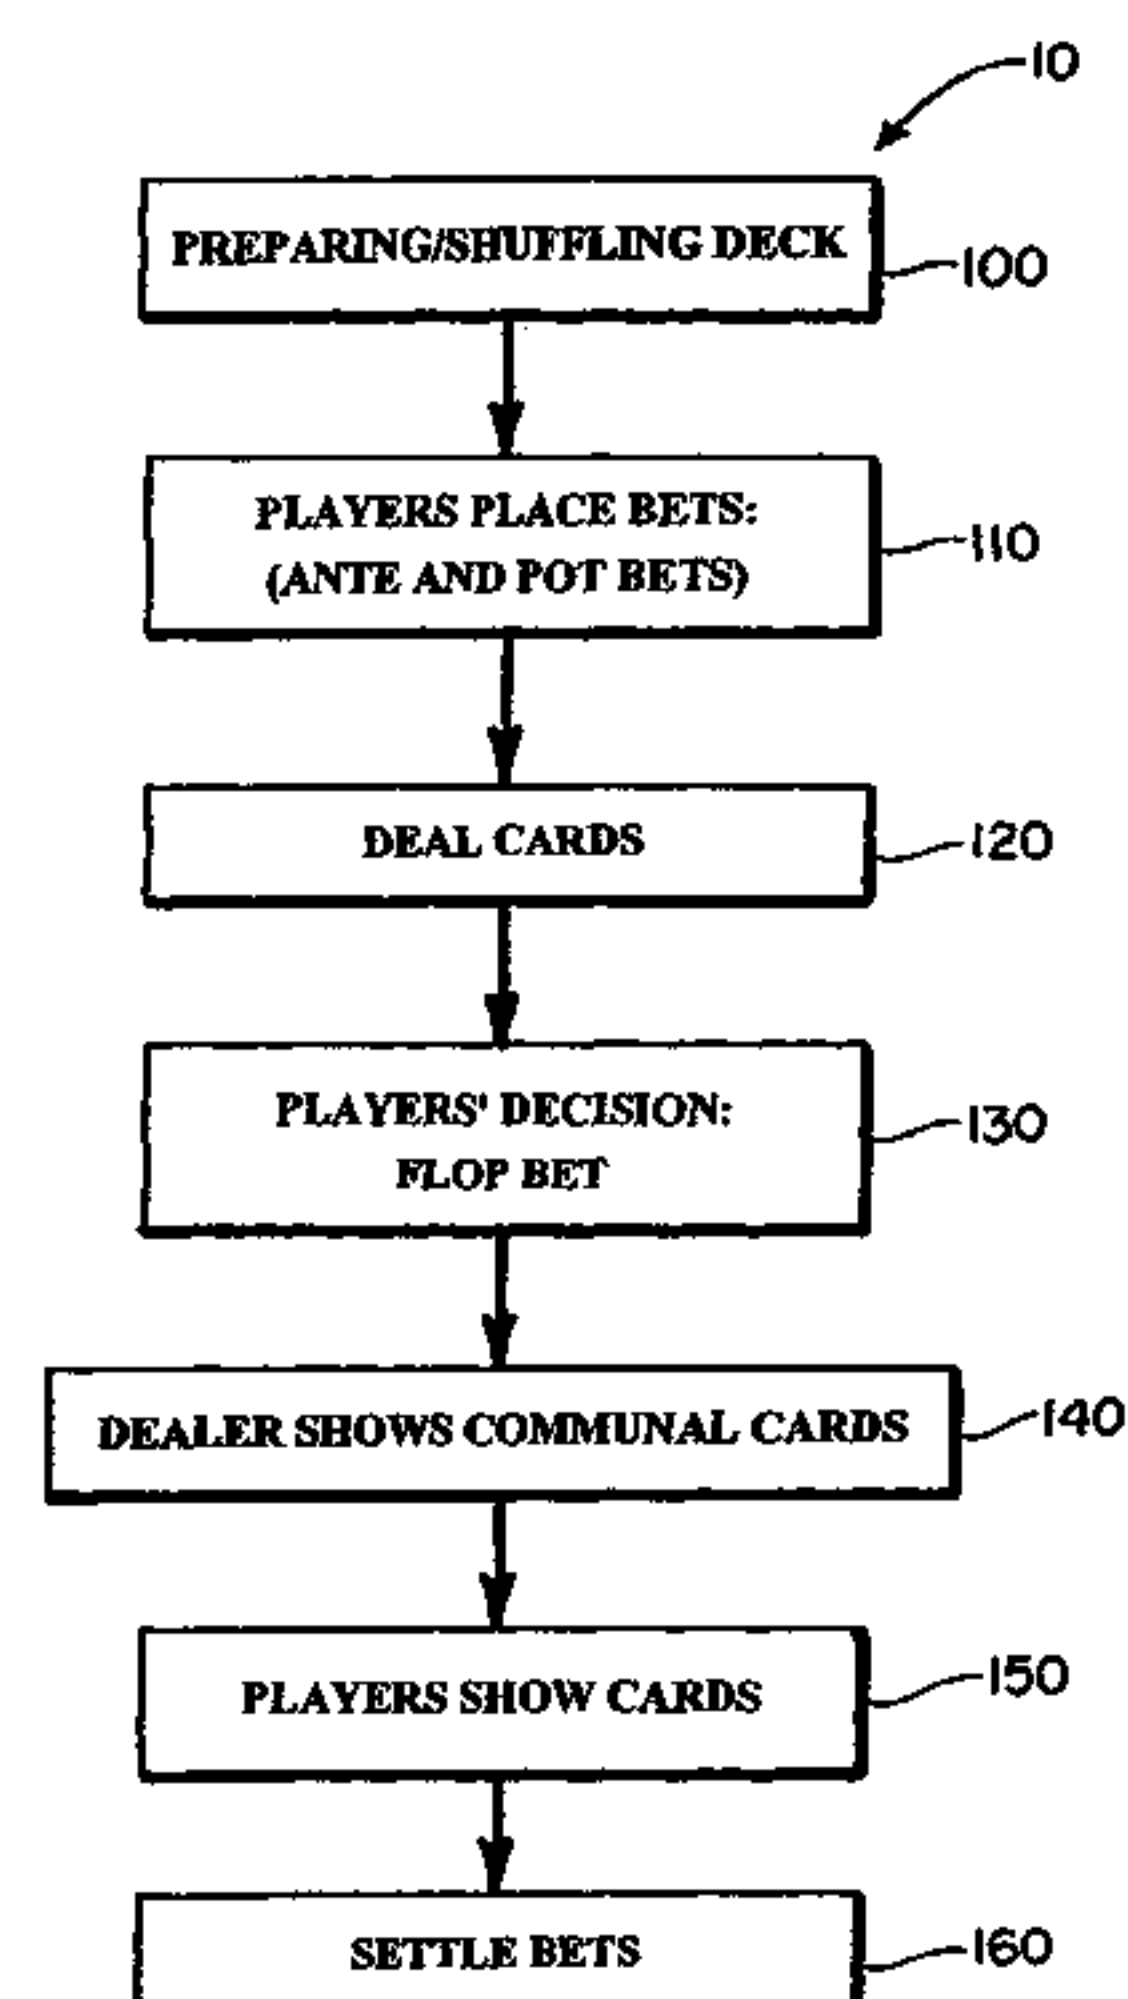 10
PREPARING/SHUFFLING DECK
100
PLAYERS PLACE BETS:
(ANTE AND POT BETS)
110
DEAL CARDS
120
PLAYERS' DECISION:
FLOP BET
130
DEALER SHOWS COMMUNAL CARDS
140
PLAYERS SHOW CARDS
150
SETTLE BETS
160